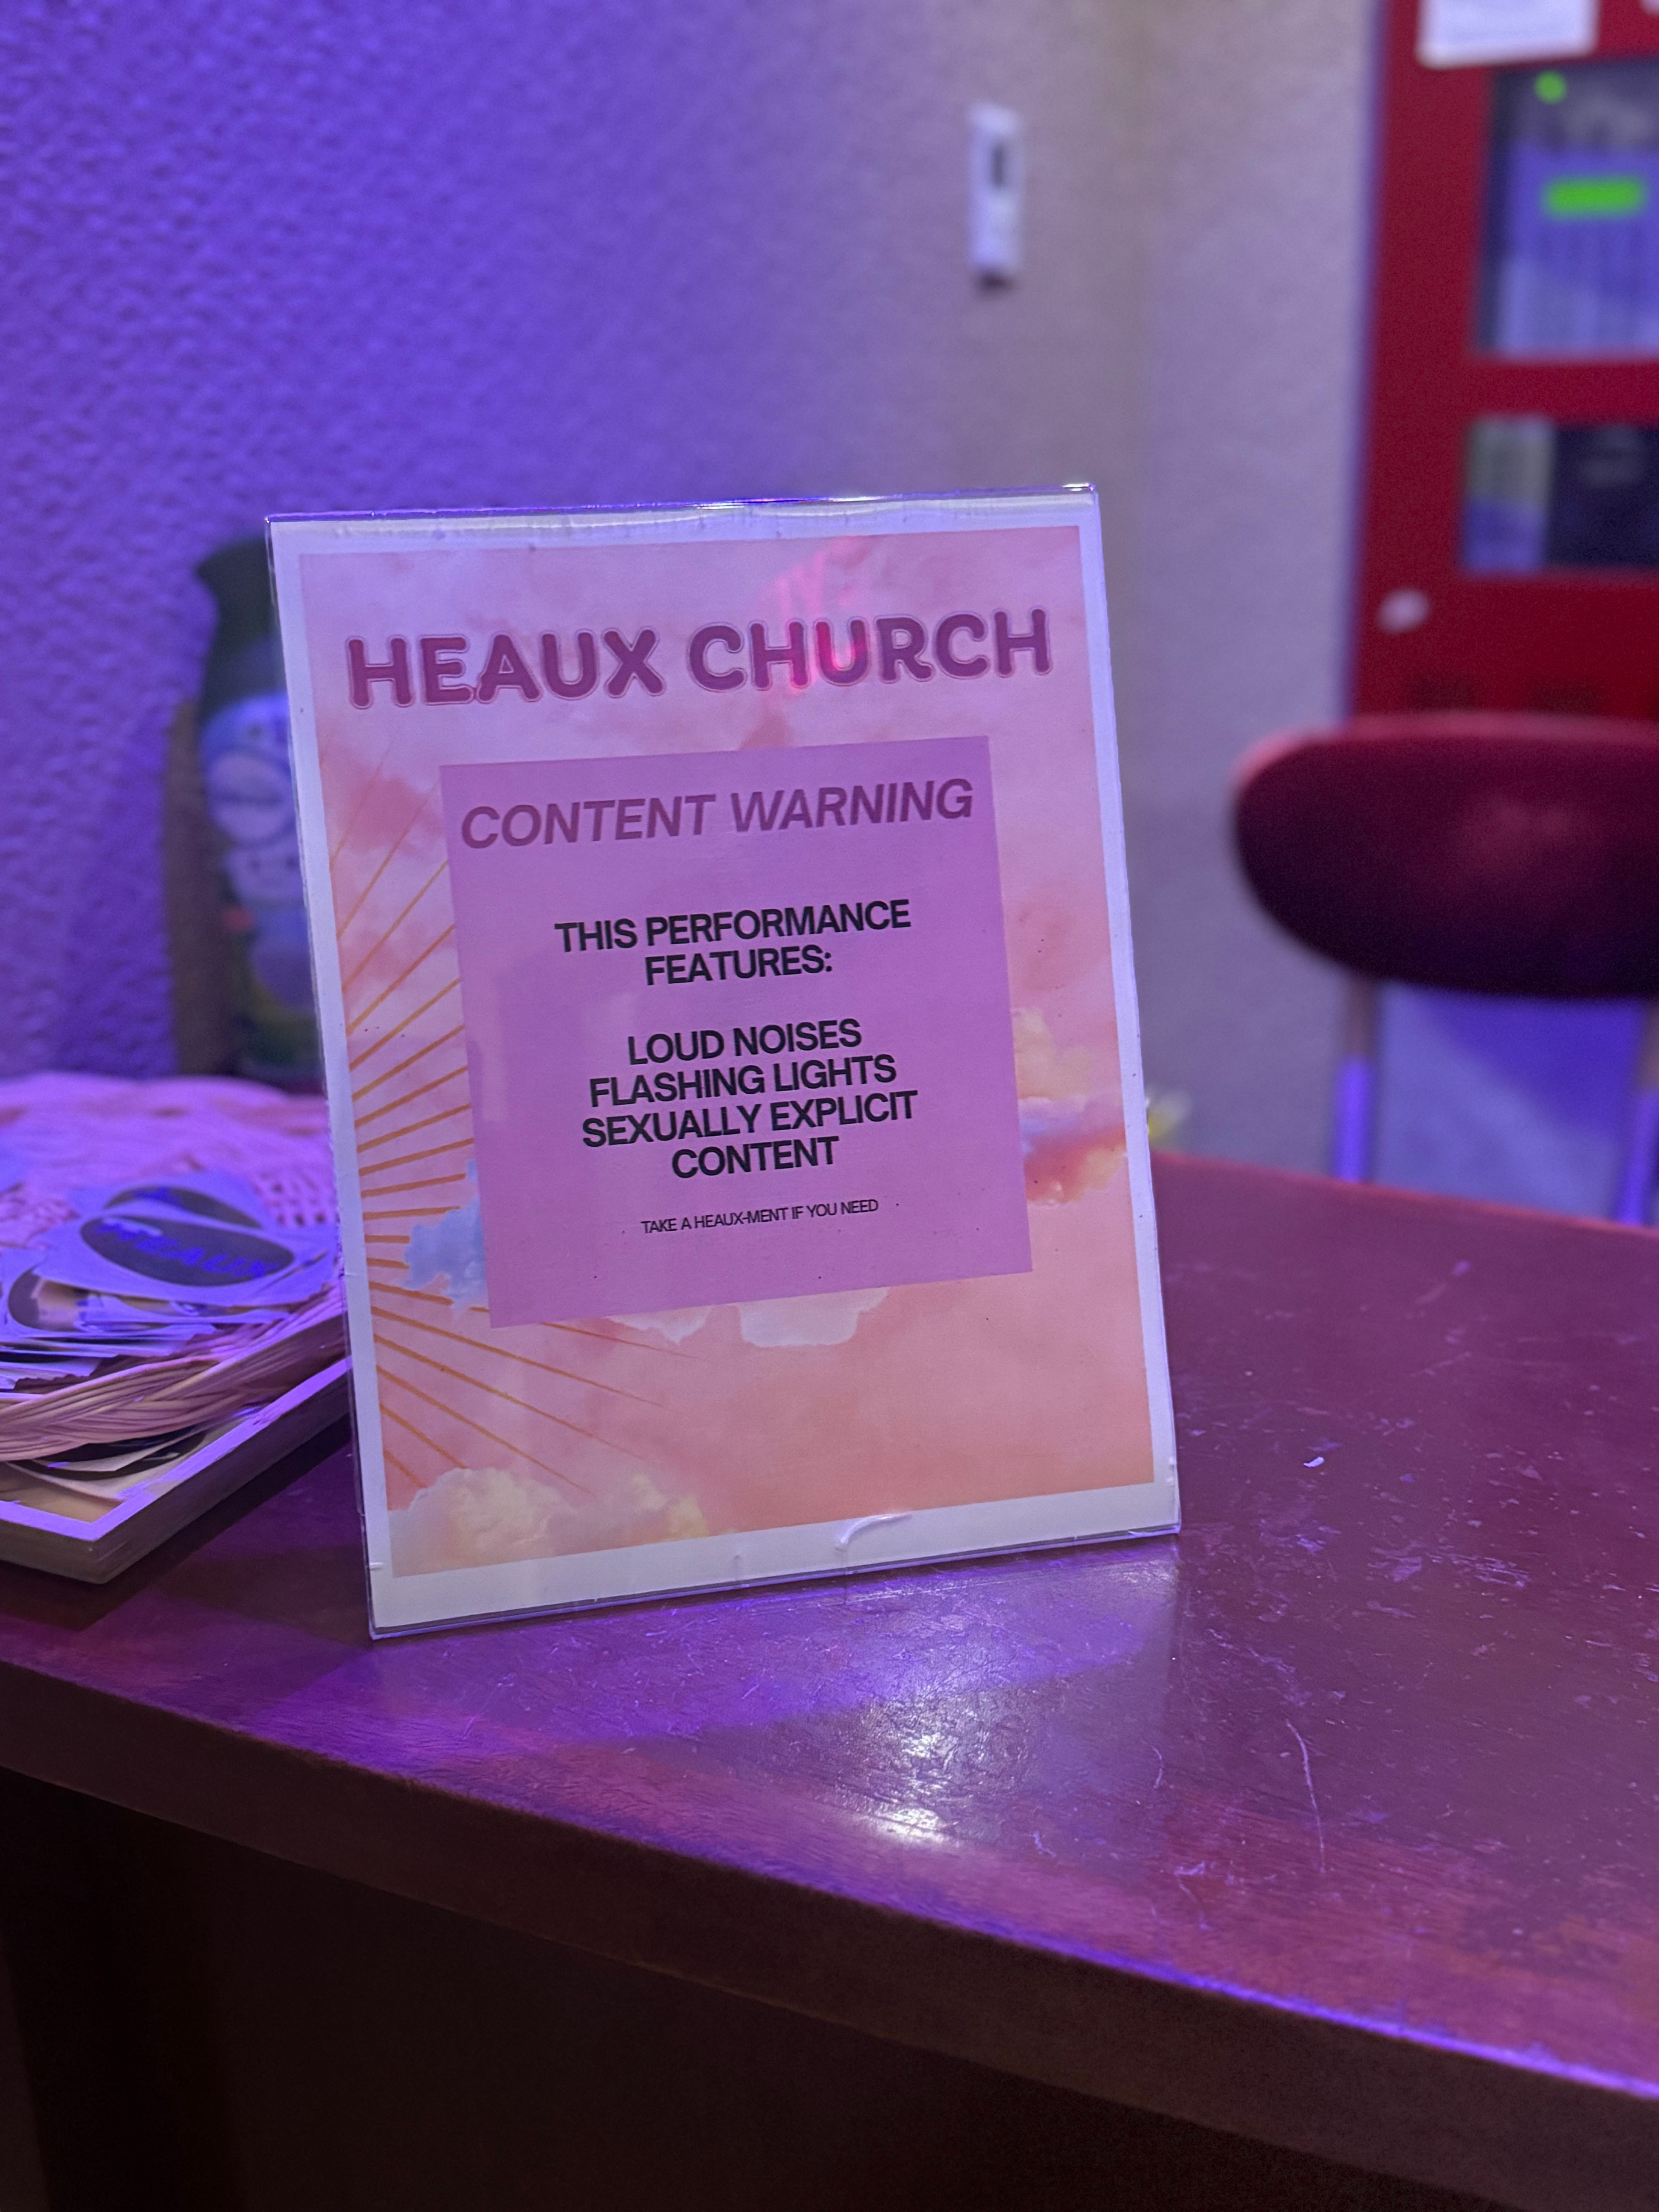 HEAUX CHURCH
CONTENT WARNING
THIS PERFORMANCE
FEATURES:
LOUD NOISES
FLASHING LIGHTS
SEXUALLY EXPLICIT
CONTENT
TAKE A HEAUX-MENT IF YOU NEED
HEAUX